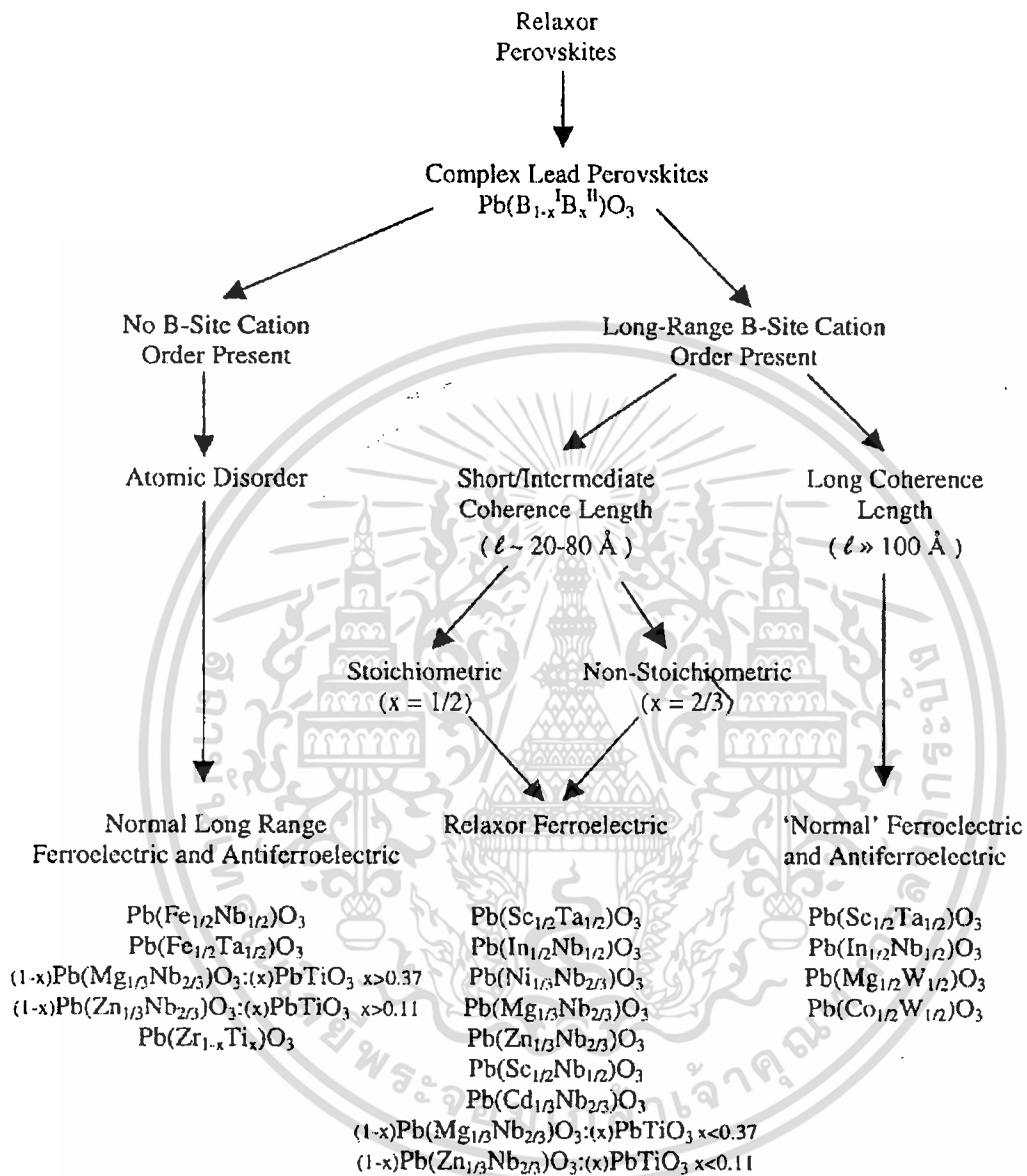 Relaxor
Perovskites
Complex Lead Perovskites
Pb(B₁₋ₓᴵBₓᴵᴵ)O₃
No B-Site Cation
Order Present
Long-Range B-Site Cation
Order Present
Atomic Disorder
Short/Intermediate
Coherence Length
( ℓ ~ 20-80 Å )
Long Coherence
Length
( ℓ » 100 Å )
Stoichiometric
(x = 1/2)
Non-Stoichiometric
(x = 2/3)
Normal Long Range
Ferroelectric and Antiferroelectric
Pb(Fe1/2Nb1/2)O3
Pb(Fe1/2Ta1/2)O3
(1-x)Pb(Mg1/3Nb2/3)O3:(x)PbTiO3 x>0.37
(1-x)Pb(Zn1/3Nb2/3)O3:(x)PbTiO3 x>0.11
Pb(Zr1-xTix)O3
Relaxor Ferroelectric
Pb(Sc1/2Ta1/2)O3
Pb(In1/2Nb1/2)O3
Pb(Ni1/3Nb2/3)O3
Pb(Mg1/3Nb2/3)O3
Pb(Zn1/3Nb2/3)O3
Pb(Sc1/2Nb1/2)O3
Pb(Cd1/3Nb2/3)O3
(1-x)Pb(Mg1/3Nb2/3)O3:(x)PbTiO3 x<0.37
(1-x)Pb(Zn1/3Nb2/3)O3:(x)PbTiO3 x<0.11
'Normal' Ferroelectric
and Antiferroelectric
Pb(Sc1/2Ta1/2)O3
Pb(In1/2Nb1/2)O3
Pb(Mg1/2W1/2)O3
Pb(Co1/2W1/2)O3